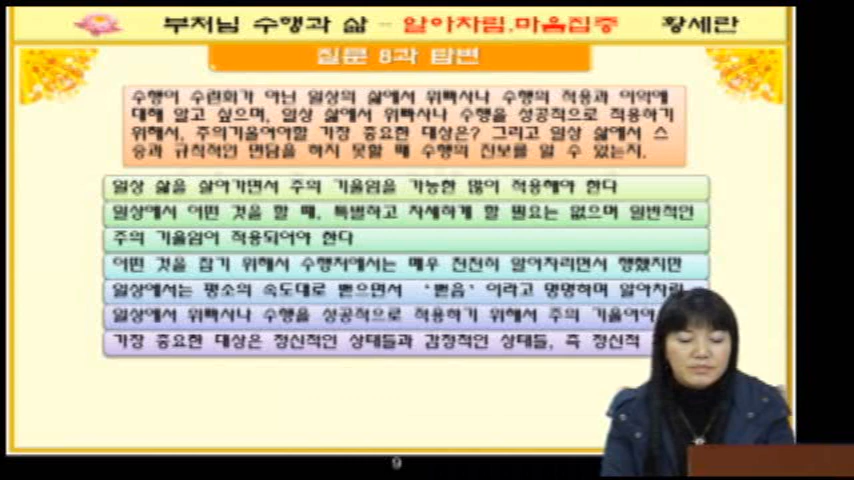 부처님 수행과 삶 - 알아차림.마음집중 황세란
질문 8과 답변
수행이 수련회가 아닌 일상의 삶에서 위빠사나 수행의 적용과 이익에
대해 알고 싶으며, 일상 삶에서 위빠사나 수행을 성공적으로 적용하기
위해서, 주의기울여야할 가장 중요한 대상은? 그리고 일상 삶에서 스
승과 규칙적인 면담을 하지 못할 때 수행의 진보를 알 수 있는지.
일상 삶을 살아가면서 주의 기울임을 가능한 많이 적용해야 한다
일상에서 어떤 것을 할 때, 특별하고 자세하게 할 필요는 없으며 일반적인
주의 기울임이 적용되어야 한다
어떤 것을 잡기 위해서 수행처에서는 매우 천천히 알아차리면서 행했지만
일상에서는 평소의 속도대로 뻗으면서 '뻗음' 이라고 명명하며 알아차림
일상에서 위빠사나 수행을 성공적으로 적용하기 위해서 주의 기울여야
가장 중요한 대상은 정신적인 상태들과 감정적인 상태들, 즉 정신적
9